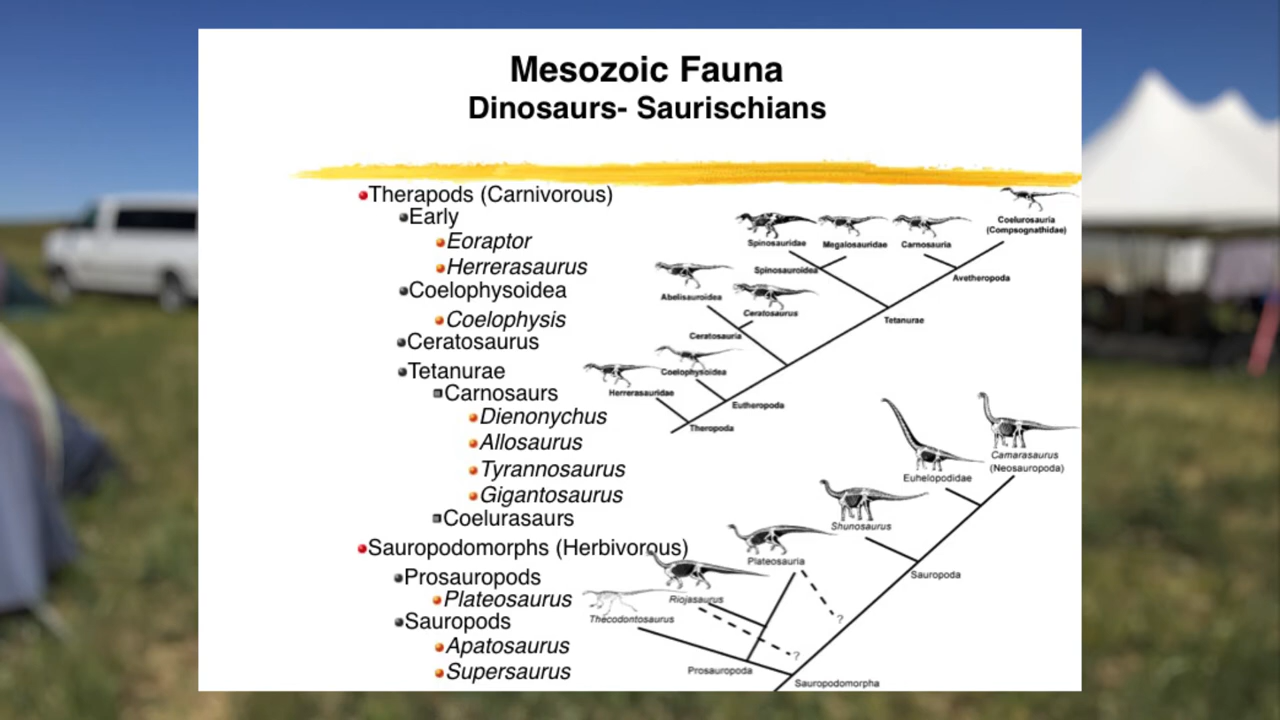 Mesozoic Fauna
Dinosaurs- Saurischians
Therapods (Carnivorous)
Early
Eoraptor
Herrerasaurus
Coelophysoidea
Coelophysis
Ceratosaurus
Tetanurae
Carnosaurs
Dienonychus
Allosaurus
Tyrannosaurus
Gigantosaurus
Coelurasaurs
Sauropodomorphs (Herbivorous)
Prosauropods
Plateosaurus
Sauropods
Apatosaurus
Supersaurus
Coelurosauria
(Compsognathidae)
Spinosauridae
Megalosauridae
Carnosauria
Spinosauroidea
Avetheropoda
Abelisauroidea
Ceratosaurus
Tetanurae
Ceratosauria
Coelophysoidea
Herrerasauridae
Eutheropoda
Theropoda
Camarasaurus
(Neosauropoda)
Euhelopodidae
Shunosaurus
Plateosauria
Sauropoda
Riojasaurus
Thecodontosaurus
?
?
Prosauropoda
Sauropodomorpha